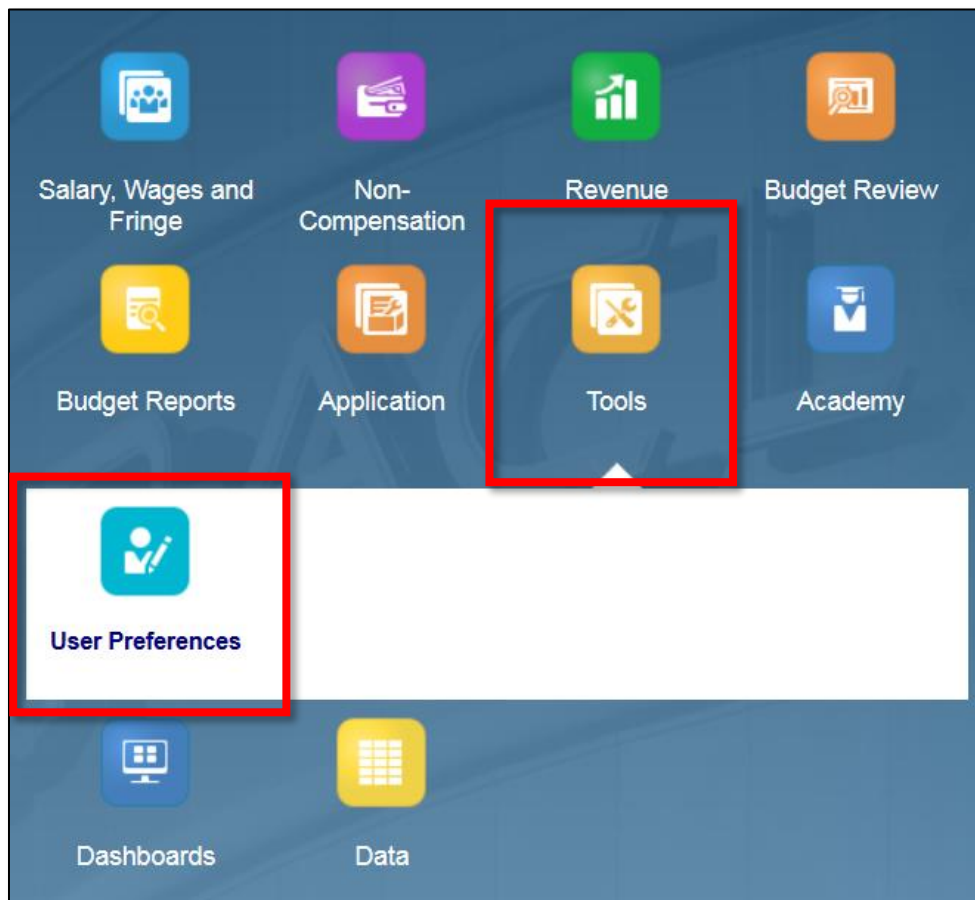 Salary, Wages and
Fringe
Non-
Compensation
Revenue
Budget Review
Budget Reports
Application
Tools
Academy
User Preferences
Dashboards
Data